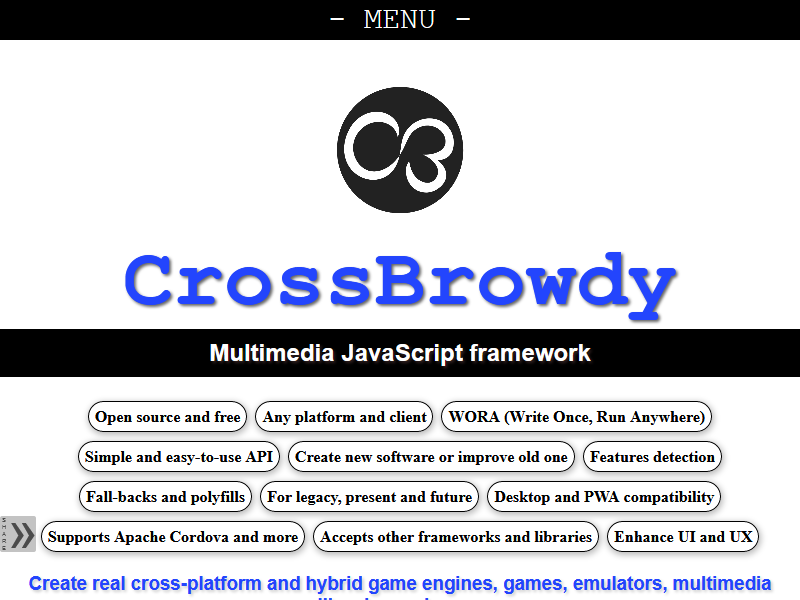 - MENU -
CB
CrossBrowdy
Multimedia JavaScript framework
Open source and free Any platform and client WORA (Write Once, Run Anywhere)
Simple and easy-to-use API Create new software or improve old one Features detection
Fall-backs and polyfills For legacy, present and future Desktop and PWA compatibility
SHARE
Supports Apache Cordova and more Accepts other frameworks and libraries Enhance UI and UX
Create real cross-platform and hybrid game engines, games, emulators, multimedia